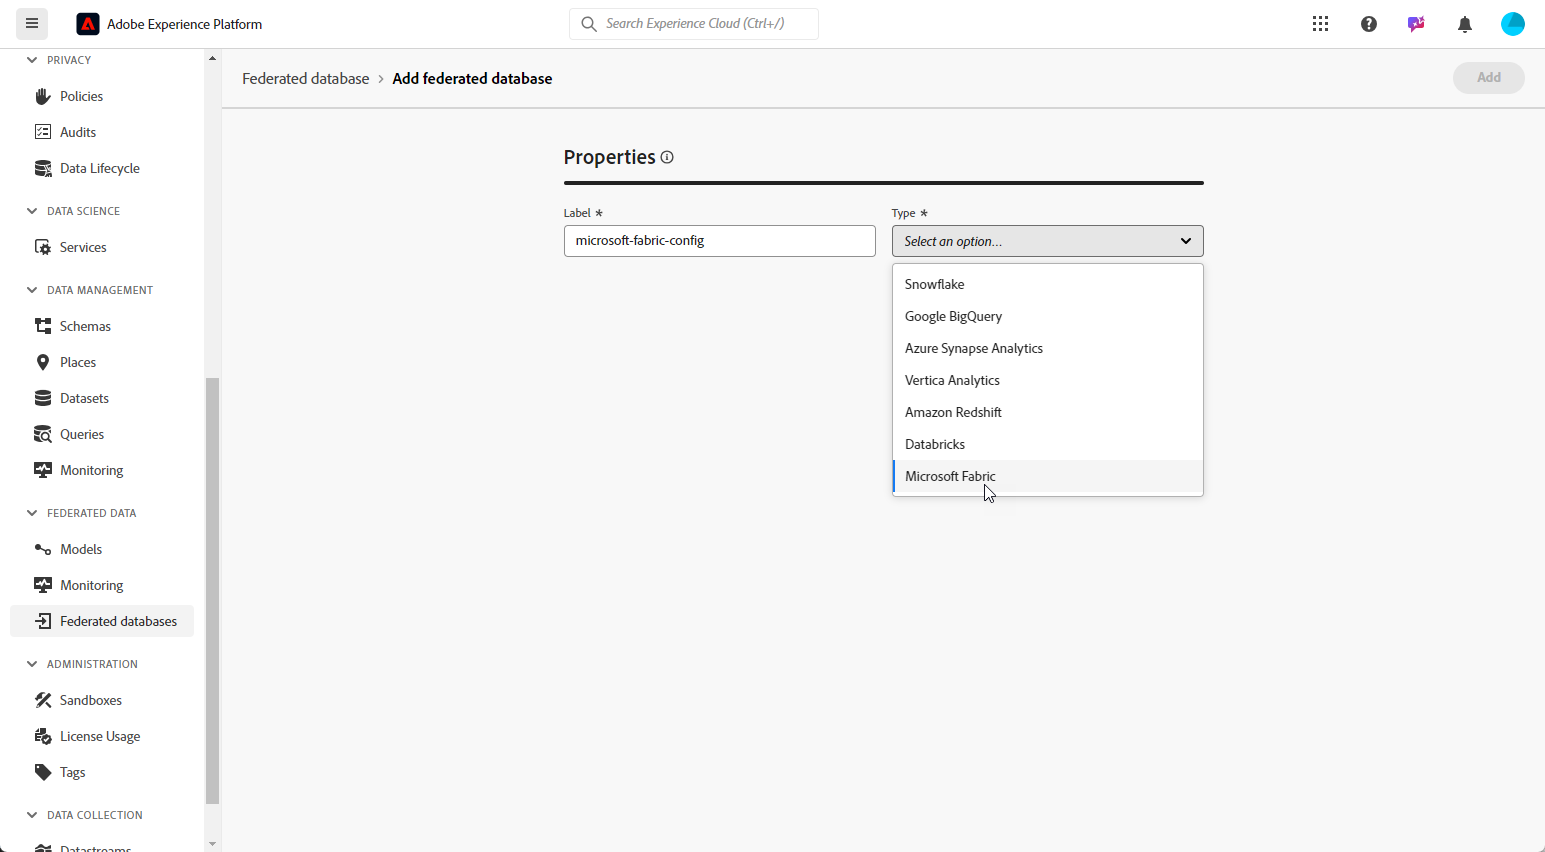 Adobe Experience Platform
Search Experience Cloud (Ctrl+/)
PRIVACY
Policies
Audits
Data Lifecycle
DATA SCIENCE
Services
DATA MANAGEMENT
Schemas
Places
Datasets
Queries
Monitoring
FEDERATED DATA
Models
Monitoring
Federated databases
ADMINISTRATION
Sandboxes
License Usage
Tags
DATA COLLECTION
Datastreams
Federated database > Add federated database
Add
Properties
Label *
microsoft-fabric-config
Type *
Select an option...
Snowflake
Google BigQuery
Azure Synapse Analytics
Vertica Analytics
Amazon Redshift
Databricks
Microsoft Fabric